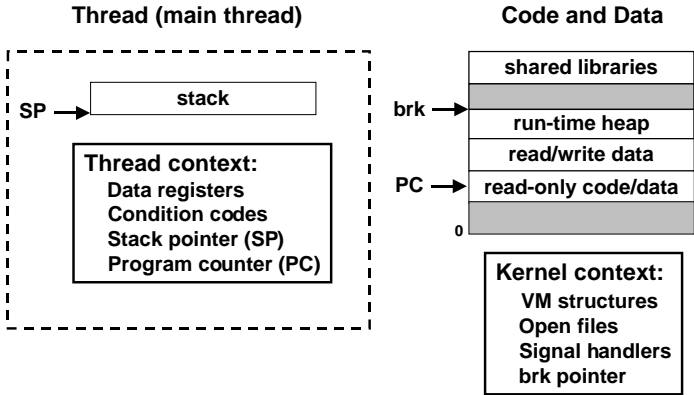 Thread (main thread)
stack
SP
Thread context:
Data registers
Condition codes
Stack pointer (SP)
Program counter (PC)
Code and Data
shared libraries
brk
run-time heap
read/write data
PC
read-only code/data
0
Kernel context:
VM structures
Open files
Signal handlers
brk pointer